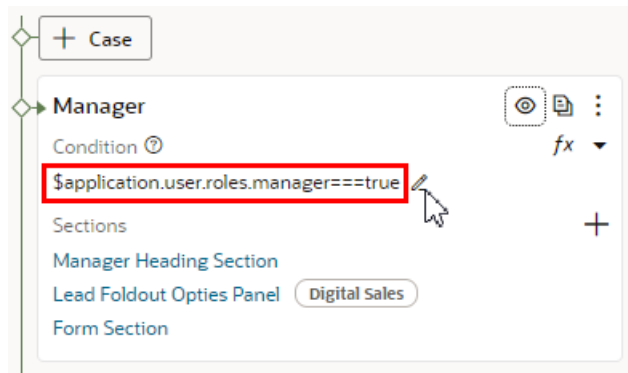 + Case
Manager
Condition ?
fx
$application.user.roles.manager===true
Sections
Manager Heading Section
Lead Foldout Opties Panel Digital Sales
Form Section